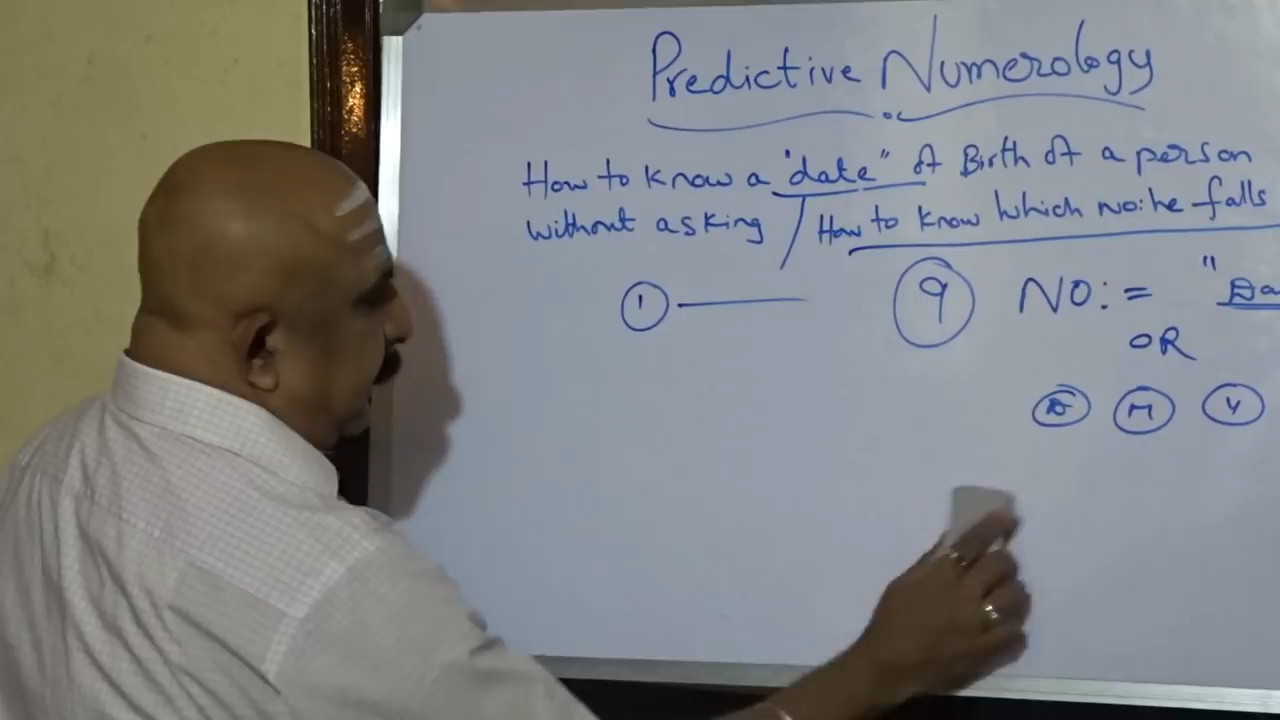 Predictive Numerology
How to know a "date" of Birth of a person
without asking / How to know which no: he falls
1 — 9 NO: = "Da
OR
D M Y